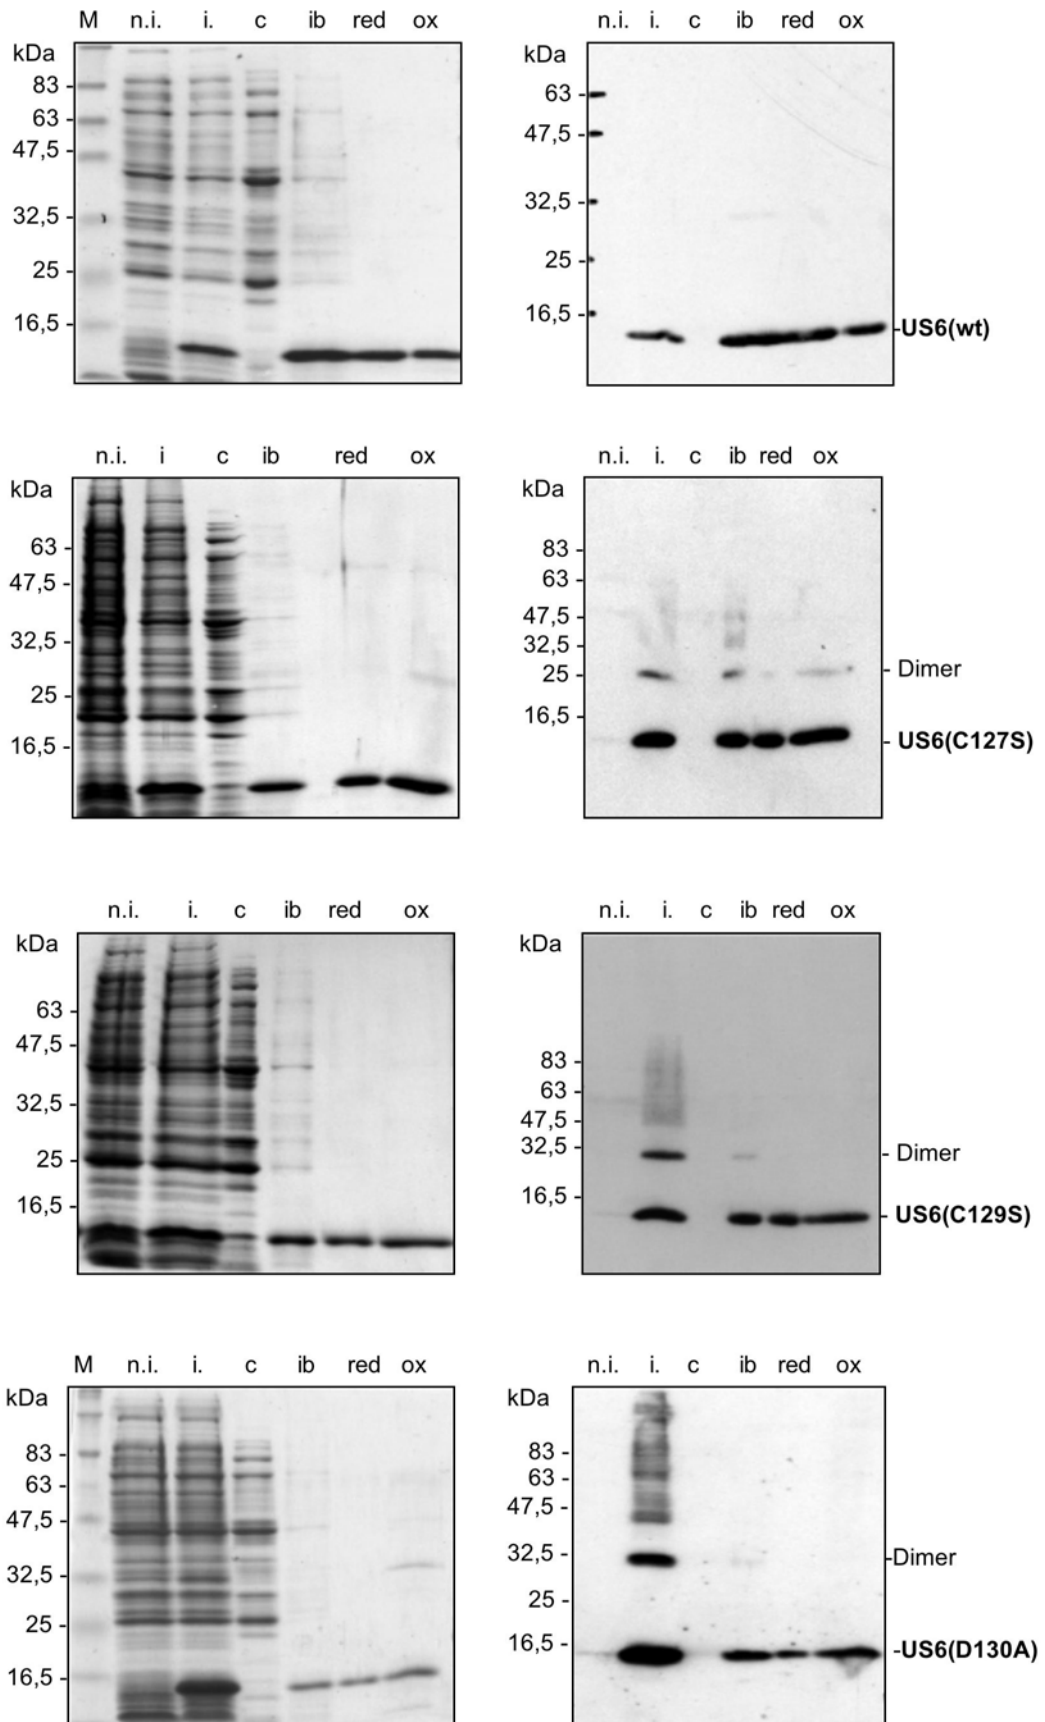 M n.i. i. c ib red ox
kDa
83 -
63 -
47,5 -
32,5 -
25 -
16,5 -
n.i. i. c ib red ox
kDa
63 -
47,5 -
32,5 -
25 -
16,5 -
-US6(wt)
n.i. i c ib red ox
kDa
63 -
47,5 -
32,5 -
25 -
16,5 -
n.i. i. c ib red ox
kDa
83 -
63 -
47,5 -
32,5 -
25 -
16,5 -
- Dimer
- US6(C127S)
n.i. i. c ib red ox
kDa
63 -
47,5 -
32,5 -
25 -
16,5 -
n.i. i. c ib red ox
kDa
83 -
63 -
47,5 -
32,5 -
16,5 -
- Dimer
- US6(C129S)
M n.i. i. c ib red ox
kDa
83 -
63 -
47,5 -
32,5 -
25 -
16,5 -
n.i. i. c ib red ox
kDa
83 -
63 -
47,5 -
32,5 -
25 -
16,5 -
-Dimer
-US6(D130A)